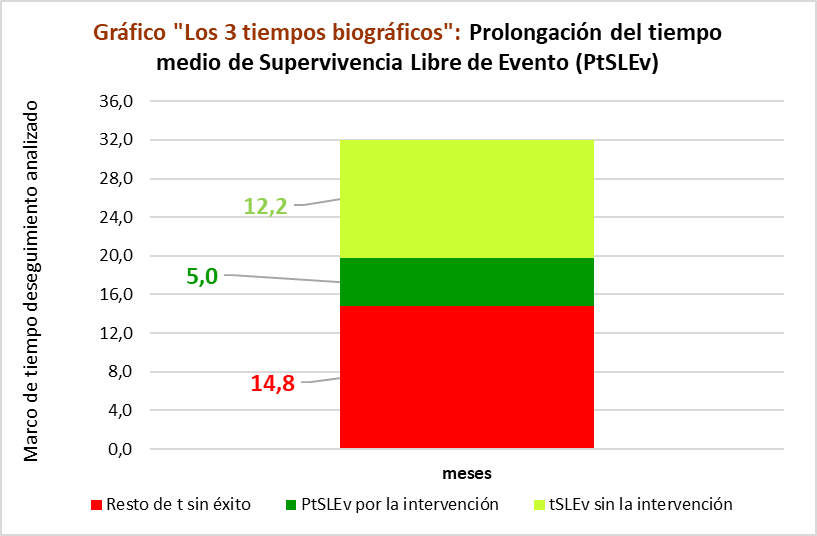 Gráfico "Los 3 tiempos biográficos": Prolongación del tiempo
medio de Supervivencia Libre de Evento (PtSLEv)
Marco de tiempo deseguimiento analizado
36,0
32,0
28,0
24,0
20,0
16,0
12,0
8,0
4,0
0,0
12,2
5,0
14,8
meses
Resto de t sin éxito
PtSLEv por la intervención
tSLEv sin la intervención